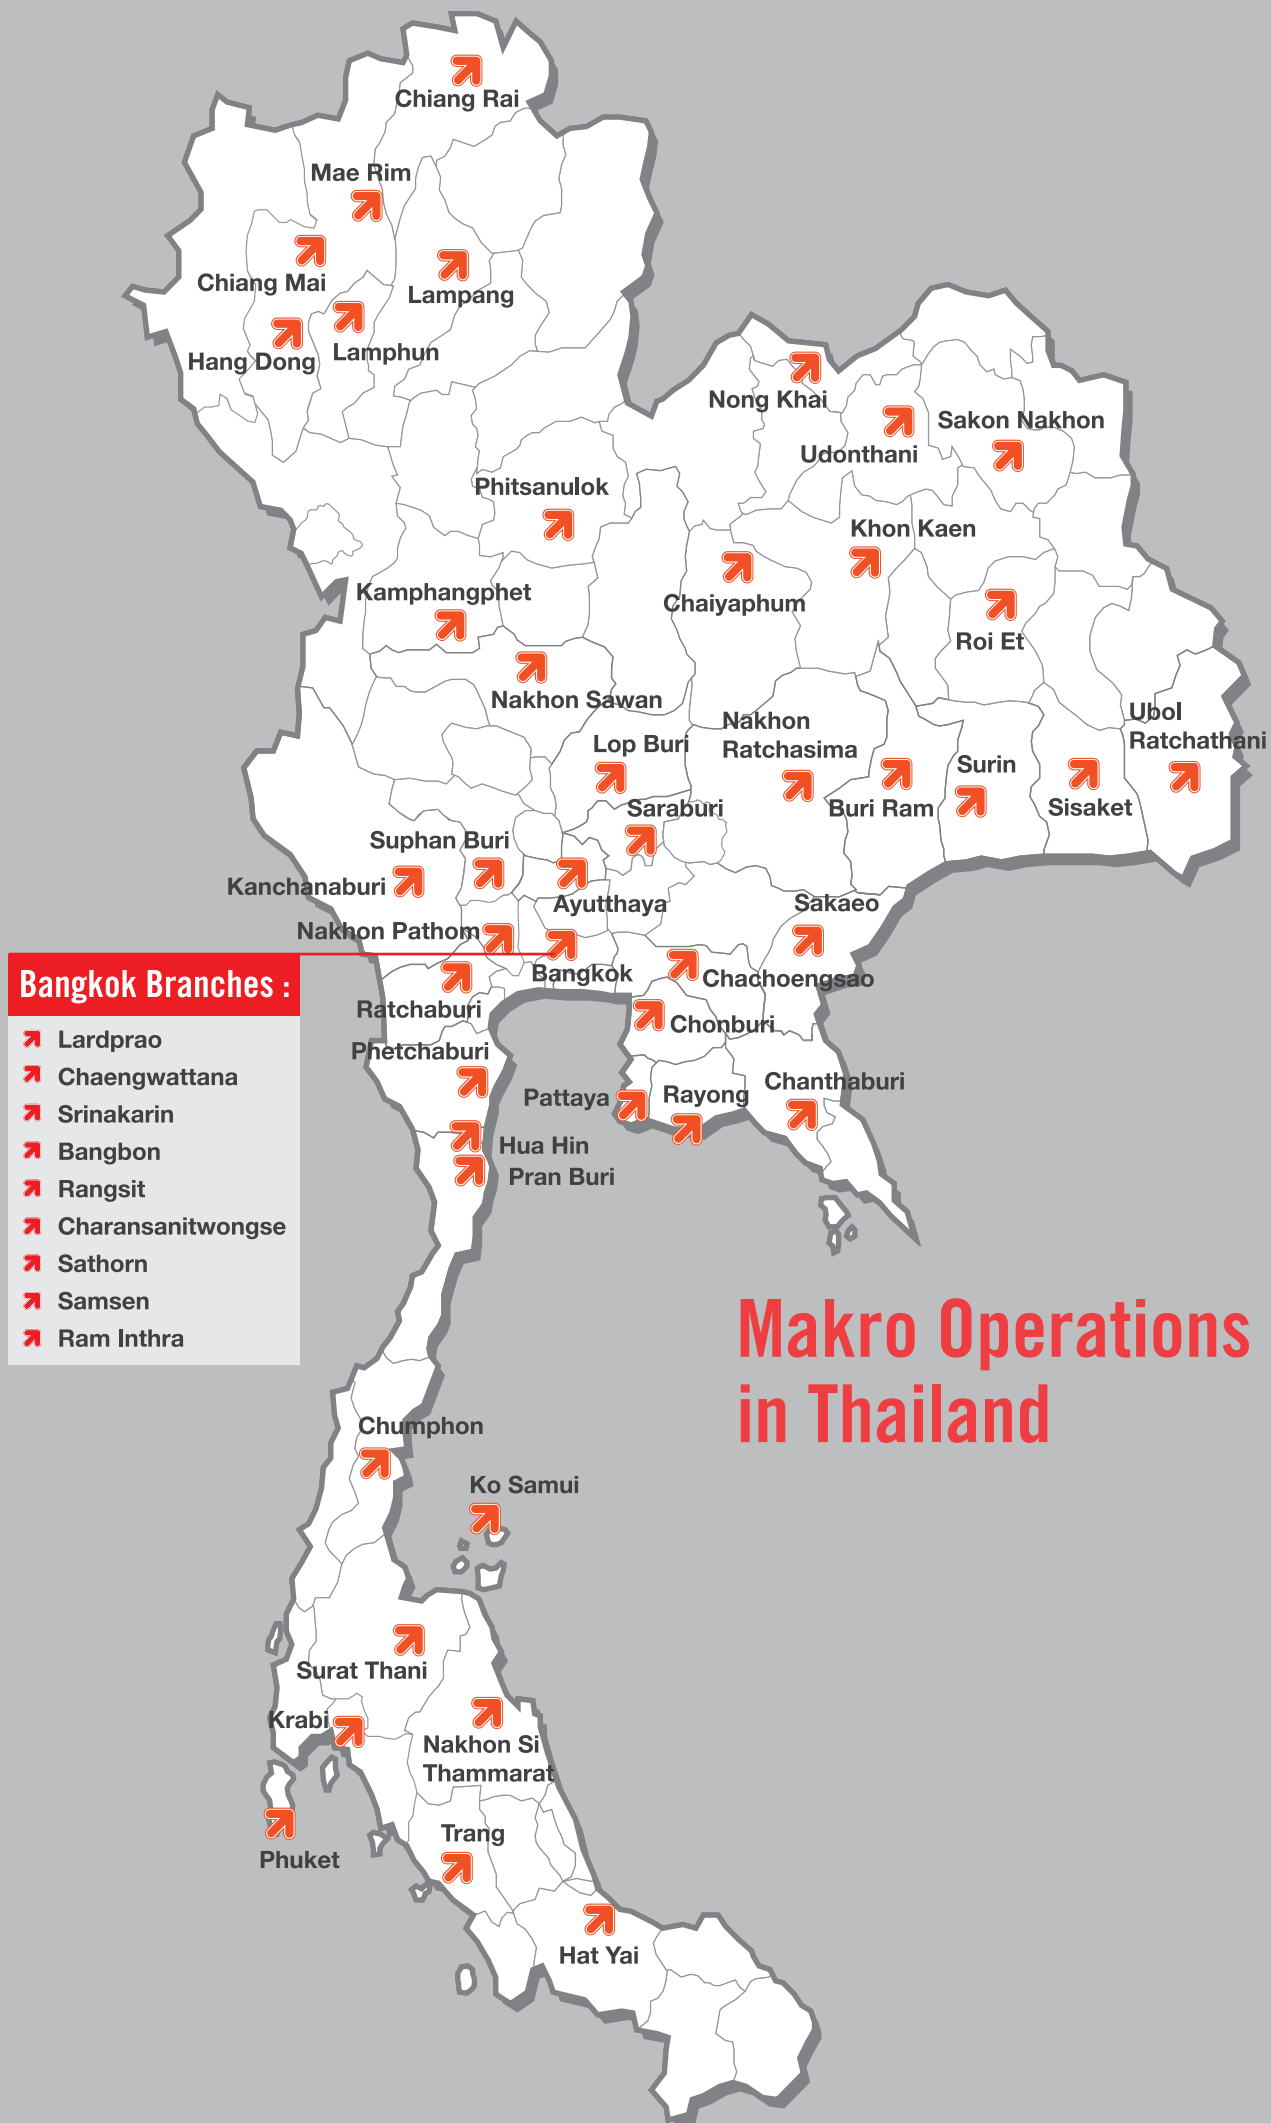 Chiang Rai
Mae Rim
Chiang Mai
Lampang
Hang Dong
Lamphun
Nong Khai
Udonthani
Sakon Nakhon
Phitsanulok
Khon Kaen
Kamphangphet
Chaiyaphum
Roi Et
Nakhon Sawan
Nakhon
Ratchasima
Ubol
Ratchathani
Lop Buri
Surin
Saraburi
Buri Ram
Sisaket
Suphan Buri
Kanchanaburi
Ayutthaya
Sakaeo
Nakhon Pathom
Bangkok
Chachoengsao
Ratchaburi
Chonburi
Phetchaburi
Pattaya
Rayong
Chanthaburi
Hua Hin
Pran Buri
Bangkok Branches :
Lardprao
Chaengwattana
Srinakarin
Bangbon
Rangsit
Charansanitwongse
Sathorn
Samsen
Ram Inthra
Makro Operations
in Thailand
Chumphon
Ko Samui
Surat Thani
Krabi
Nakhon Si
Thammarat
Phuket
Trang
Hat Yai